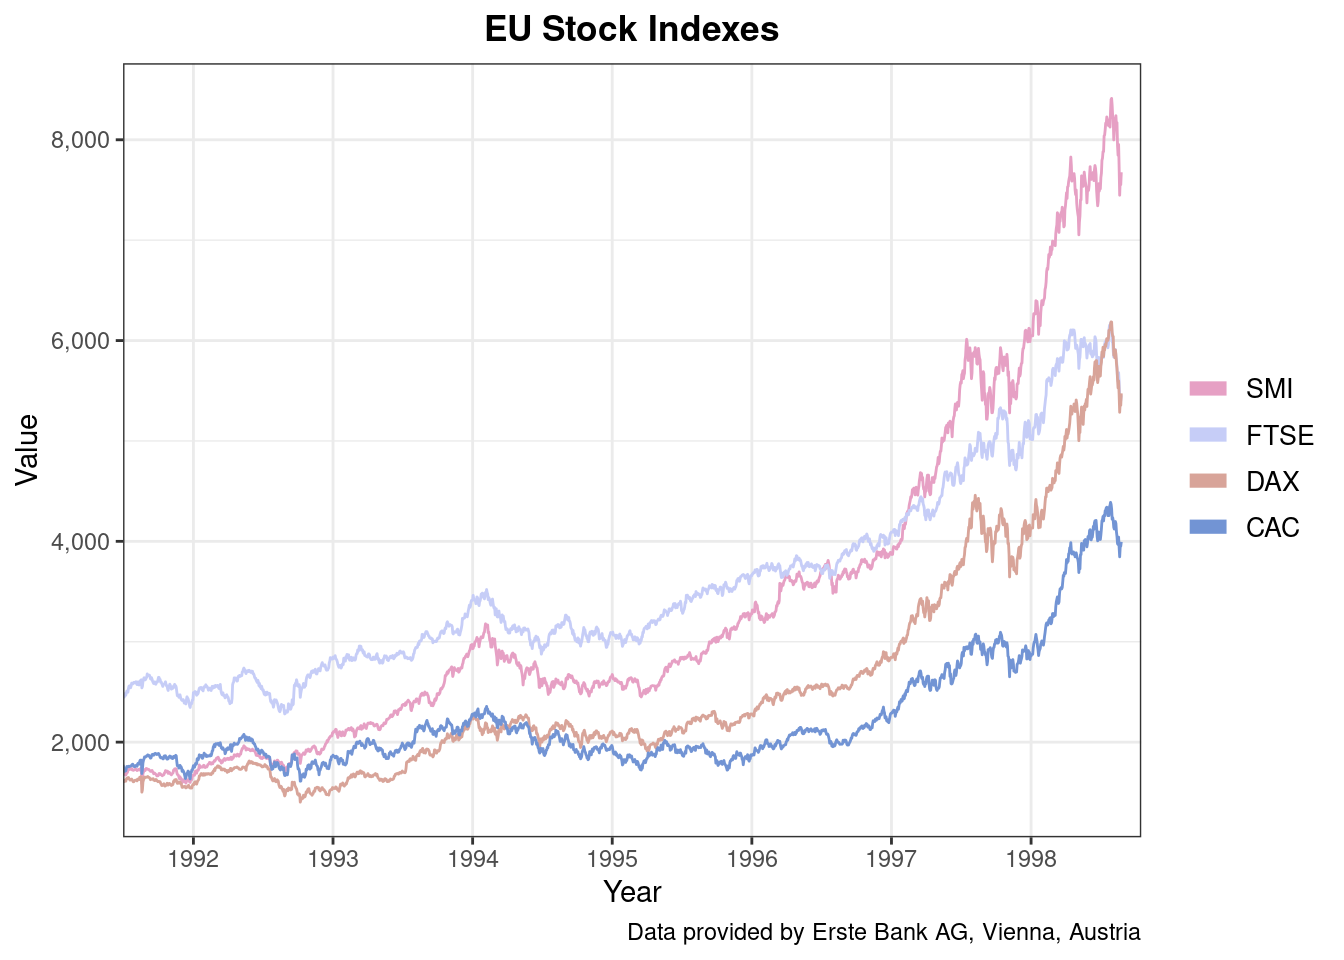 EU Stock Indexes
Value
8,000
6,000
4,000
2,000
1992 1993 1994 1995 1996 1997 1998
Year
SMI
FTSE
DAX
CAC
Data provided by Erste Bank AG, Vienna, Austria